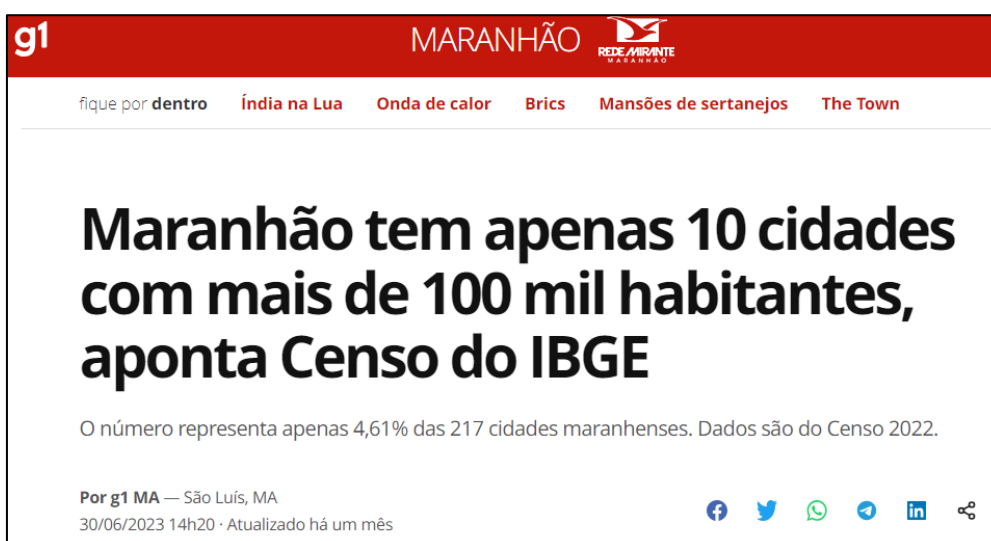 g1
MARANHÃO
REDE MIRANTE
MARANHÃO
fique por dentro Índia na Lua Onda de calor Brics Mansões de sertanejos The Town
Maranhão tem apenas 10 cidades
com mais de 100 mil habitantes,
aponta Censo do IBGE
O número representa apenas 4,61% das 217 cidades maranhenses. Dados são do Censo 2022.
Por g1 MA — São Luís, MA
30/06/2023 14h20 · Atualizado há um mês
in